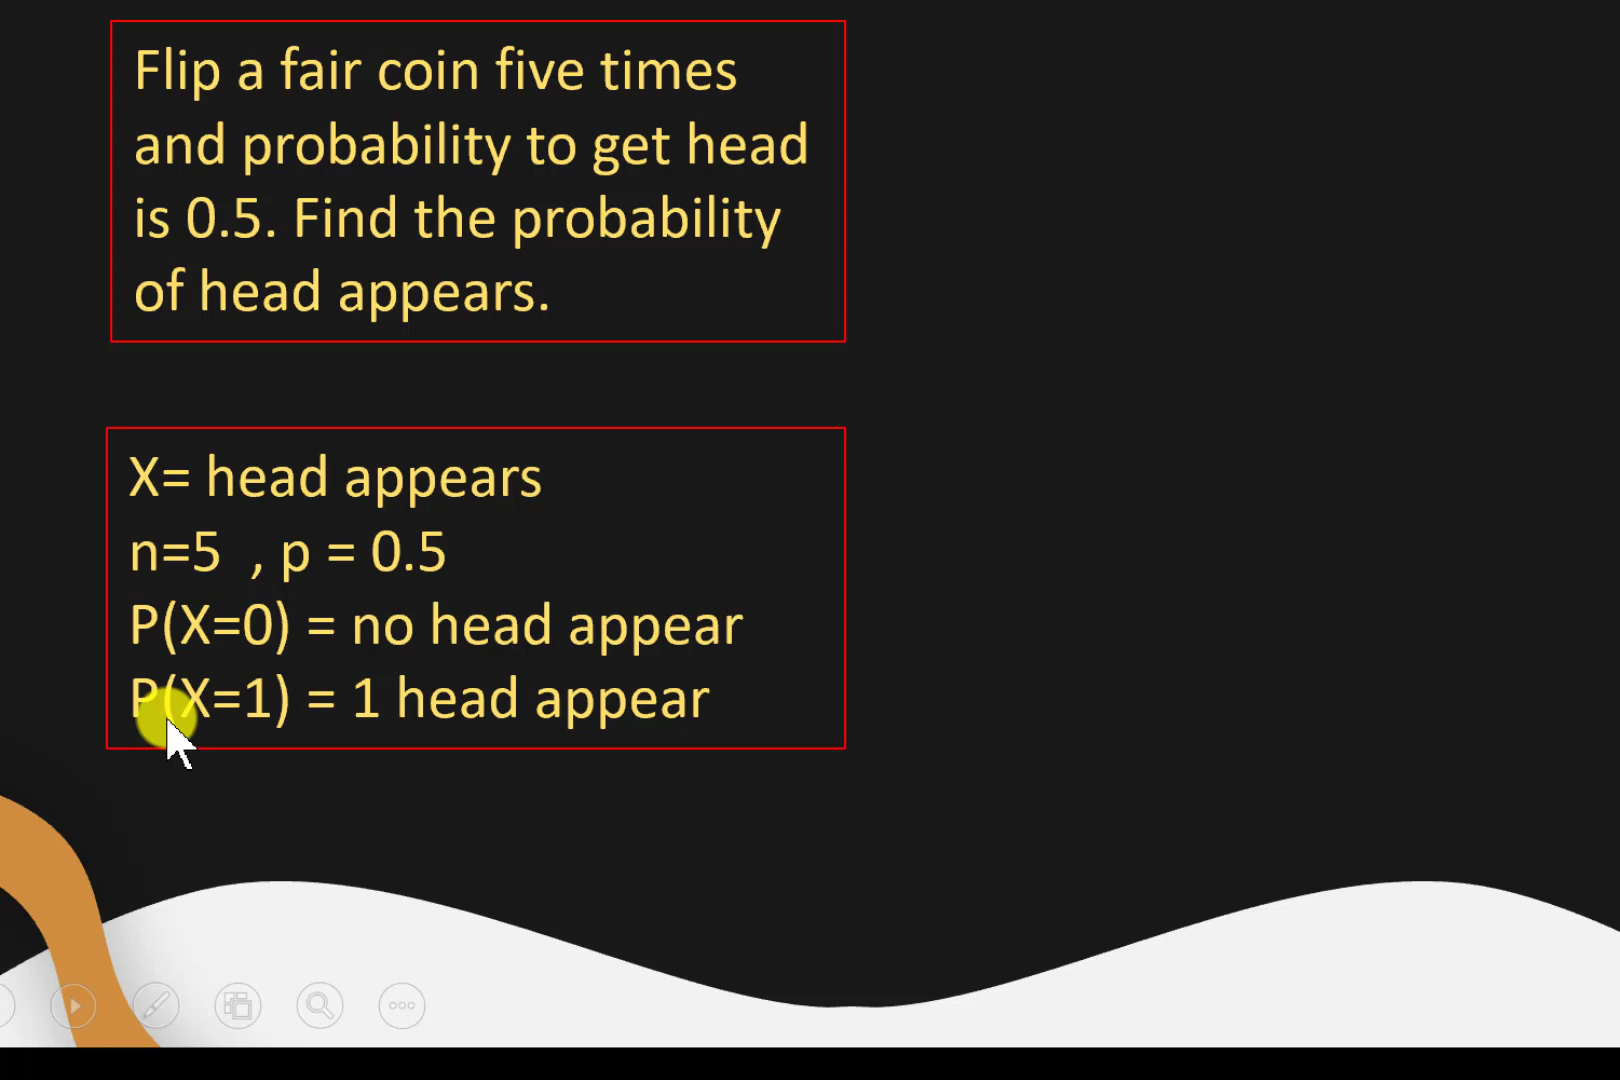 Flip a fair coin five times
and probability to get head
is 0.5. Find the probability
of head appears.
X= head appears
n=5 , p = 0.5
P(X=0) = no head appear
P(X=1) = 1 head appear